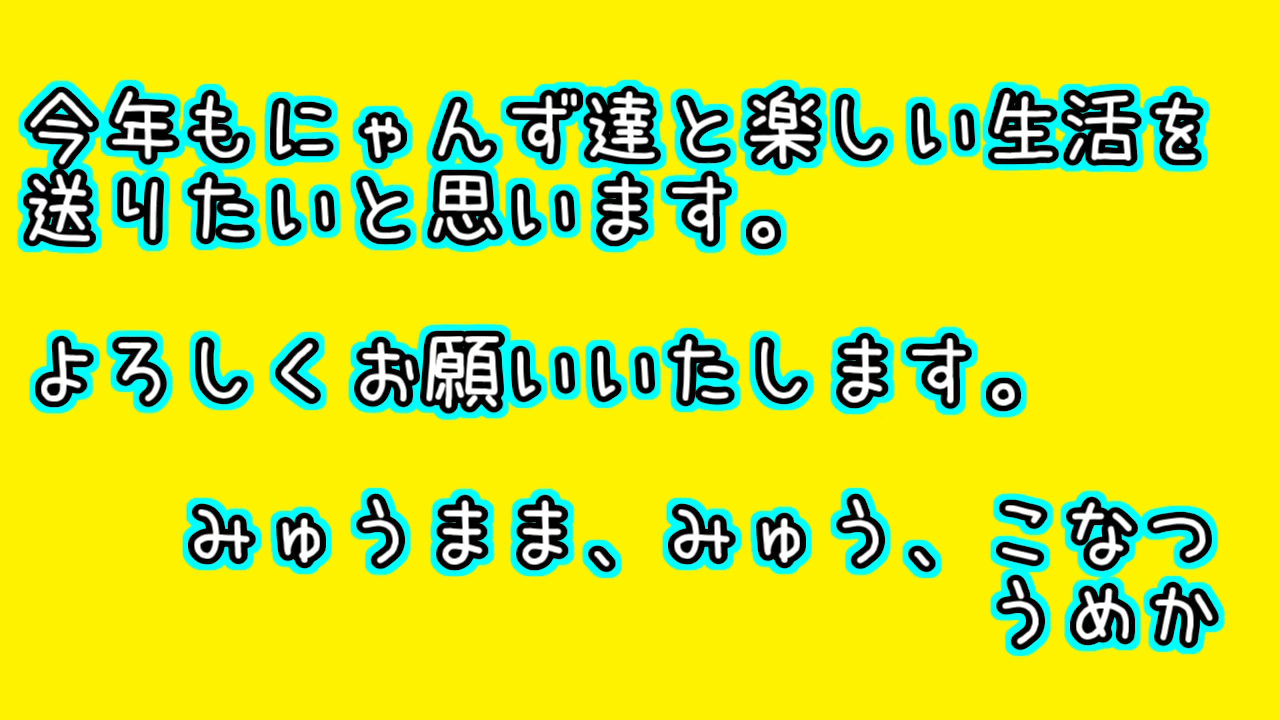 今年もにゃんず達と楽しい生活を
送りたいと思います。
よろしくお願いいたします。
みゅうまま、みゅう、こなつ
うめか